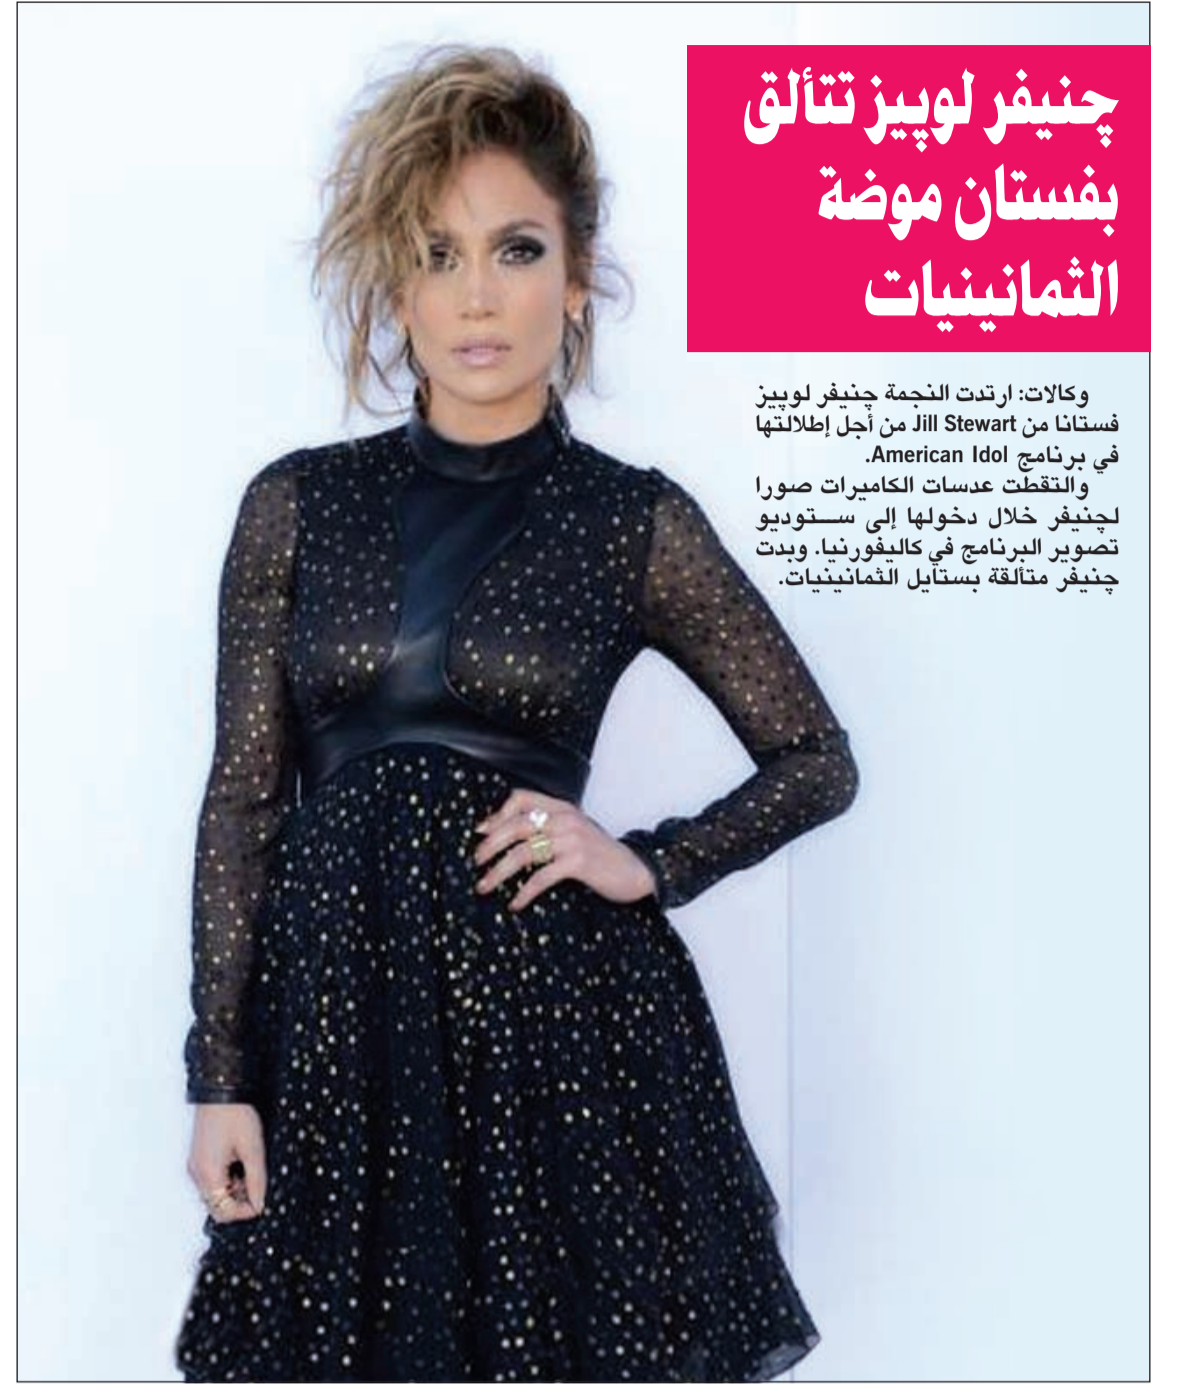 چنيفر لوپيز تتألق
بفستان موضة
الثمانينيات
وكالات: ارتدت النجمة چنيفر لوپيز
فستانا من Jill Stewart من أجل إطلالتها
في برنامج American Idol.
والتقطت عدسات الكاميرات صورا
لچنيفر خلال دخولها إلى ستوديو
تصوير البرنامج في كاليفورنيا. وبدت
چنيفر متألقة بستايل الثمانينيات.